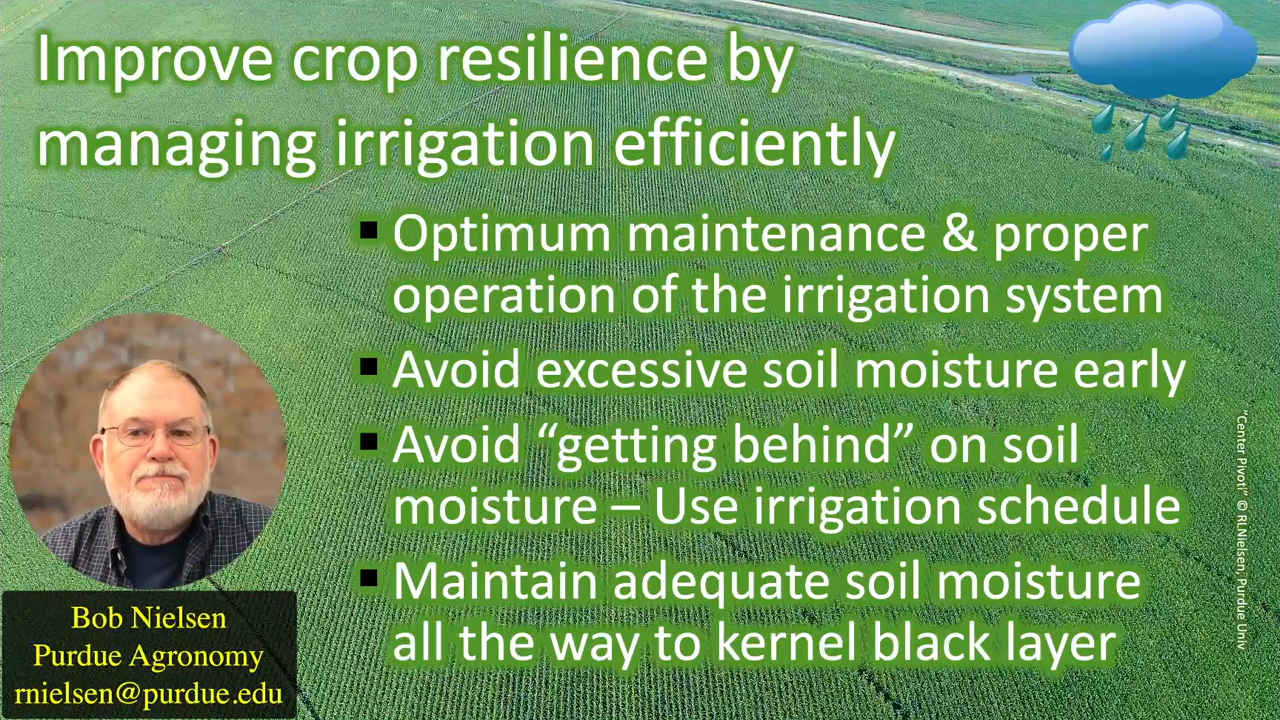 Improve crop resilience by
managing irrigation efficiently
▪ Optimum maintenance & proper
operation of the irrigation system
▪ Avoid excessive soil moisture early
▪ Avoid “getting behind” on soil
moisture – Use irrigation schedule
▪ Maintain adequate soil moisture
all the way to kernel black layer
Bob Nielsen
Purdue Agronomy
rnielsen@purdue.edu
"Center Pivot!" © RLNielsen, Purdue Univ